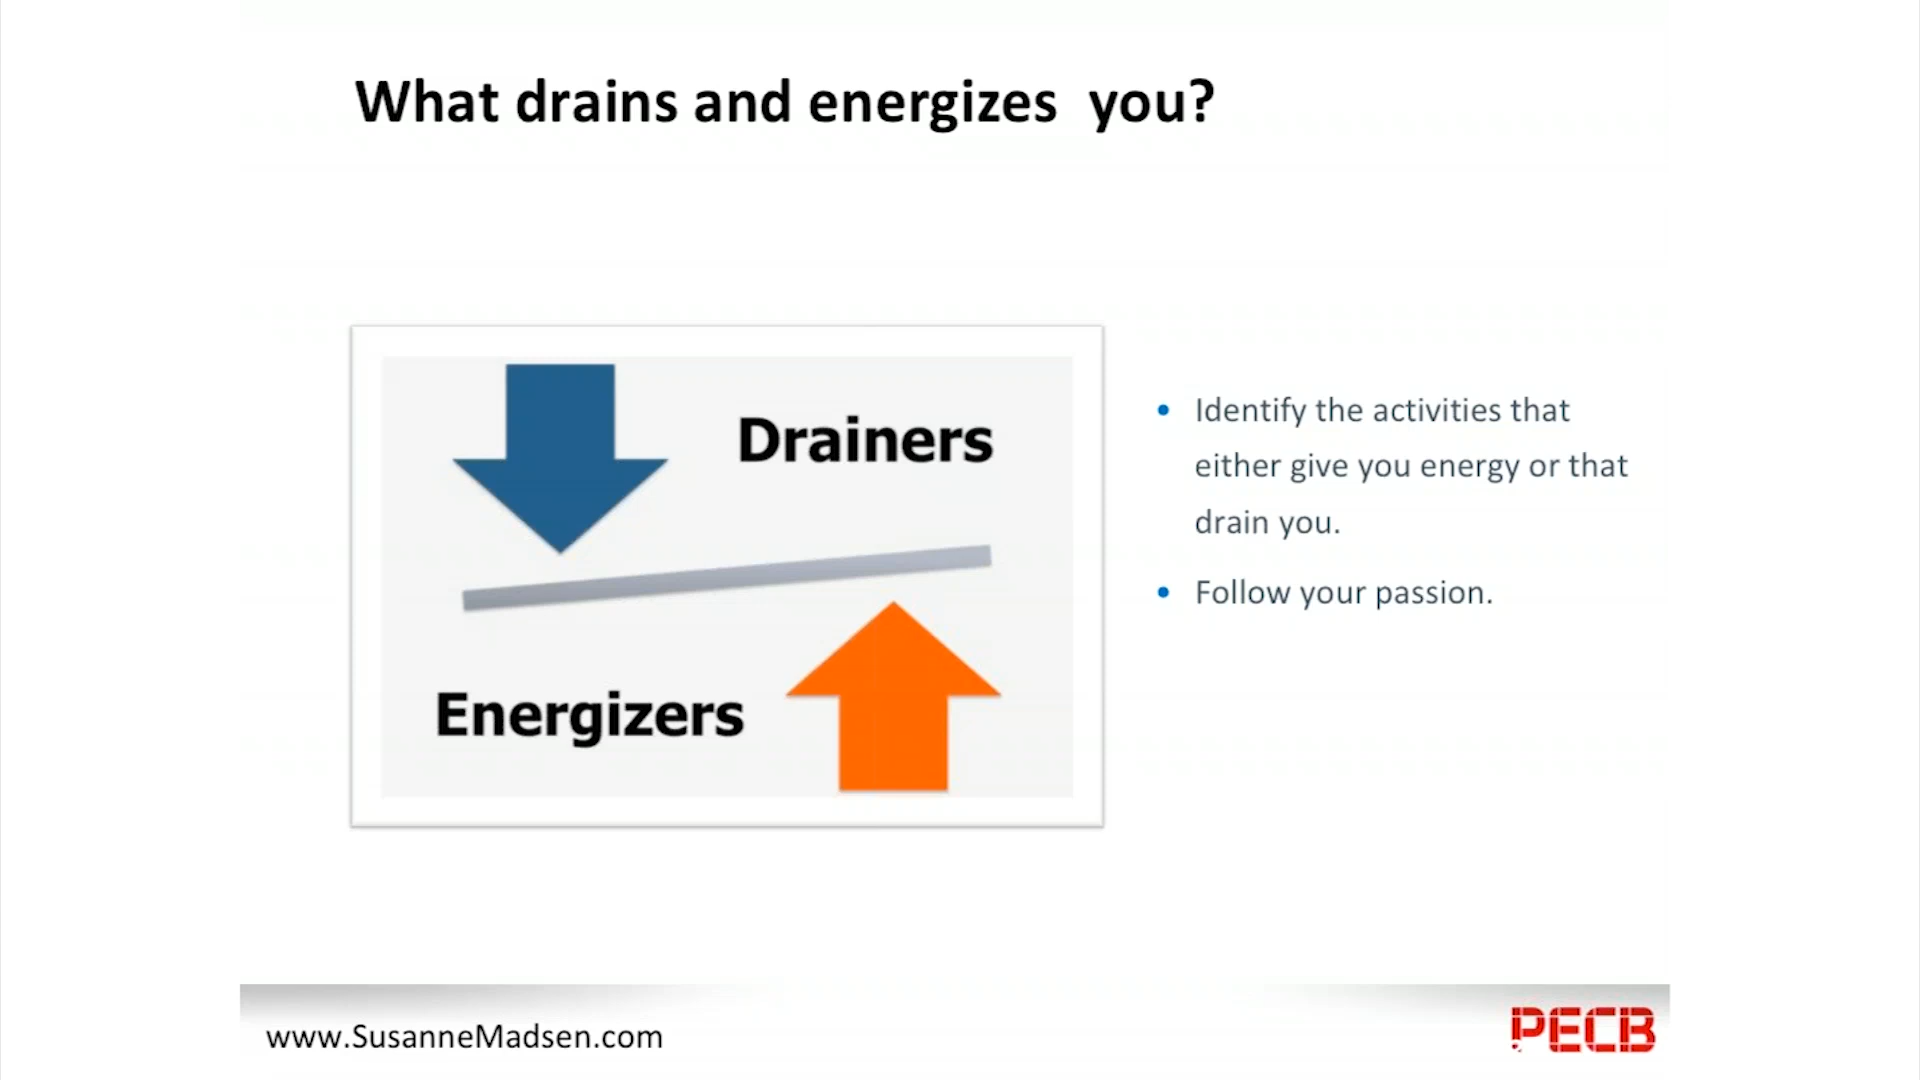 What drains and energizes  you?
Drainers
Energizers
• Identify the activities that
either give you energy or that
drain you.
• Follow your passion.
www.SusanneMadsen.com
PECB